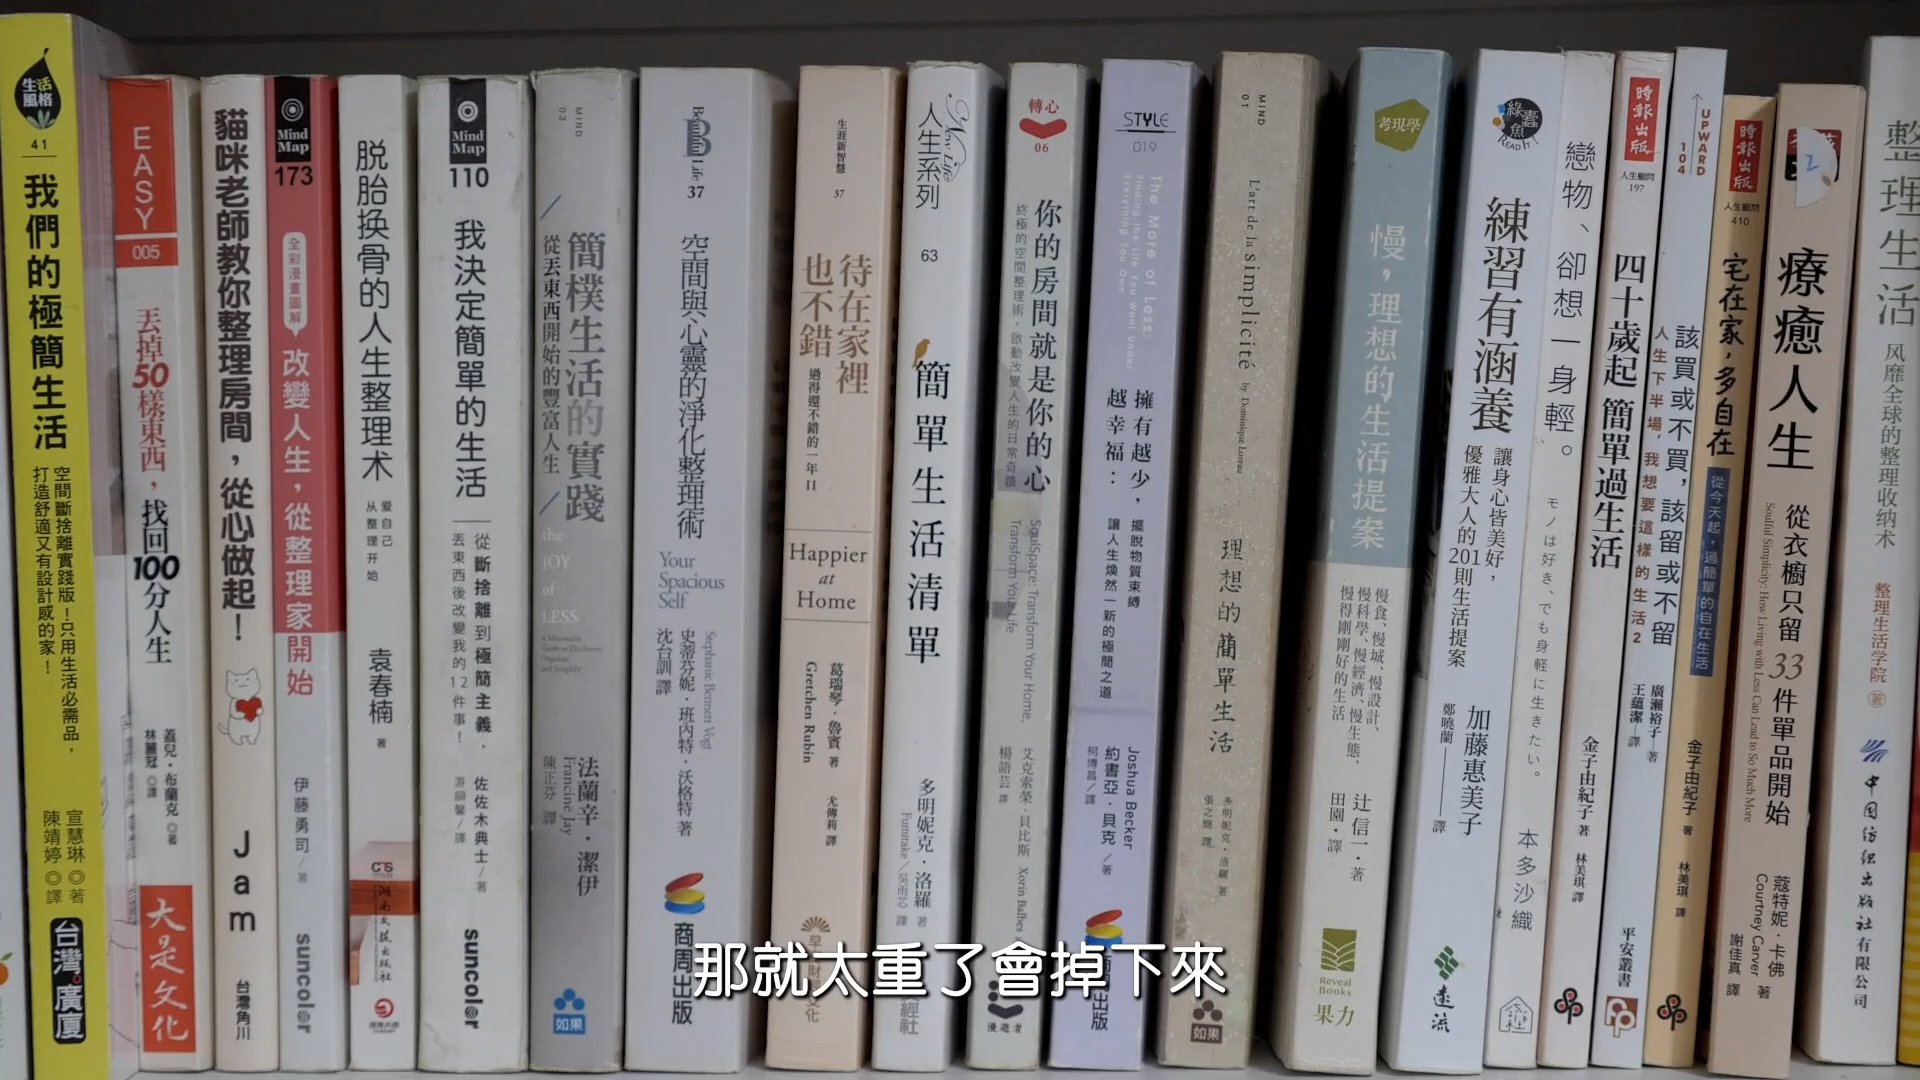 生活風格
41
我們的極簡生活
空間斷捨離實踐版！只用生活必需品，
打造舒適又有設計感的家！
宣慧琳◎著
陳靖婷◎譯
台灣廣廈
EASY
005
丟掉50樣東西，
找回100分人生
蓋兒·布蘭克◎著
林麗冠◎譯
大是文化
貓咪老師教你整理房間，從心做起！
Jam
台灣角川
Mind Map
173
全彩漫畫圖解
改變人生，從整理家開始
伊藤勇司／著
suncolor
脱胎换骨的人生整理术
爱自己
从整理开始
袁春楠 著
Mind Map
110
我決定簡單的生活
從斷捨離到極簡主義，
丟東西後改變我的12件事！
佐佐木典士／著
游韻馨／譯
suncolor
MIND
03
簡樸生活的實踐
／從丟東西開始的豐富人生／
the
JOY
of
LESS
法蘭辛·潔伊
Francine Jay
陳正芬 譯
如果
Beautiful Life
37
空間與心靈的淨化整理術
Your
Spacious
Self
Stephanie Bennett Vogt
史蒂芬妮·班內特·沃格特 著
沈台訓 譯
商周出版
生涯新智慧
37
待在家裡
也不錯
過得還不錯的一年 II
Happier
at
Home
葛瑞琴·魯賓 著
Gretchen Rubin
尤傳莉 譯
New Life
人生系列
63
簡單生活清單
多明妮克·洛羅 著
轉心
06
你的房間就是你的心
終極的空間整理術，啟動改變人生的日常奇蹟
SoulSpace: Transform Your Home,
Transform Your Life
艾克索榮·貝比斯 Xorin Balbes
楊語芸 譯
漫遊者
STYLE
019
The More of Less:
Finding the Life You Want Under
Everything You Own
擁有越少，
越幸福：
擺脫物質束縛
讓人生煥然一新的極簡之道
Joshua Becker
約書亞·貝克／著
柯博昌／譯
MIND
01
L'art de la simplicité
by Dominique Loreau
理想的簡單生活
多明妮克·洛羅 著
張之簡 譯
如果
考現學
慢，理想的生活提案
慢食、慢城、慢設計、
慢科學、慢經濟、慢生態，
慢得剛剛好的生活
辻信一·著
田園·譯
Reveal
Books
果力
綠蠹魚
READ IT!
練習有涵養
讓身心皆美好，
優雅大人的201則生活提案
加藤惠美子
鄭曉蘭——譯
遠流
戀物、卻想一身輕。
モノは好き、でも身軽に生きたい。
本多沙織
時報出版
人生顧問
197
四十歲起 簡單過生活
金子由紀子 著
林美琪 譯
UPWARD
104
該買或不買，該留或不留
人生下半場，我想要這樣的生活2
廣瀨裕子—著
王蘊潔—譯
平安叢書
時報出版
人生顧問
410
宅在家，多自在
從今天起，過簡單的自在生活
金子由紀子 著
林美琪 譯
療癒人生
從衣櫥只留33件單品開始
Soulful Simplicity: How Living with Less Can Lead to So Much More
蔻特妮·卡佛 著
Courtney Carver
謝佳真 譯
整理生活
风靡全球的整理收纳术
整理生活学院 著
中国纺织出版社有限公司
那就太重了會掉下來